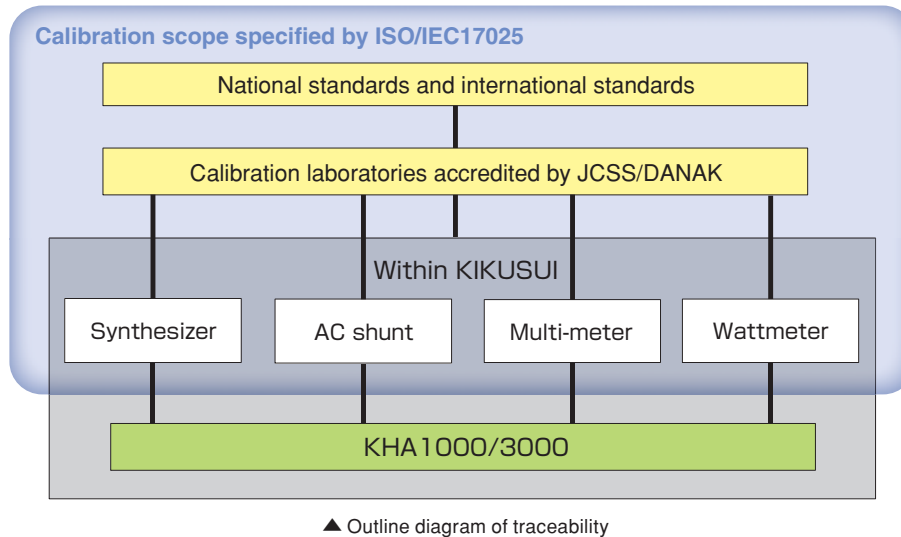 Calibration scope specified by ISO/IEC17025
National standards and international standards
Calibration laboratories accredited by JCSS/DANAK
Within KIKUSUI
Synthesizer
AC shunt
Multi-meter
Wattmeter
KHA1000/3000
▲ Outline diagram of traceability